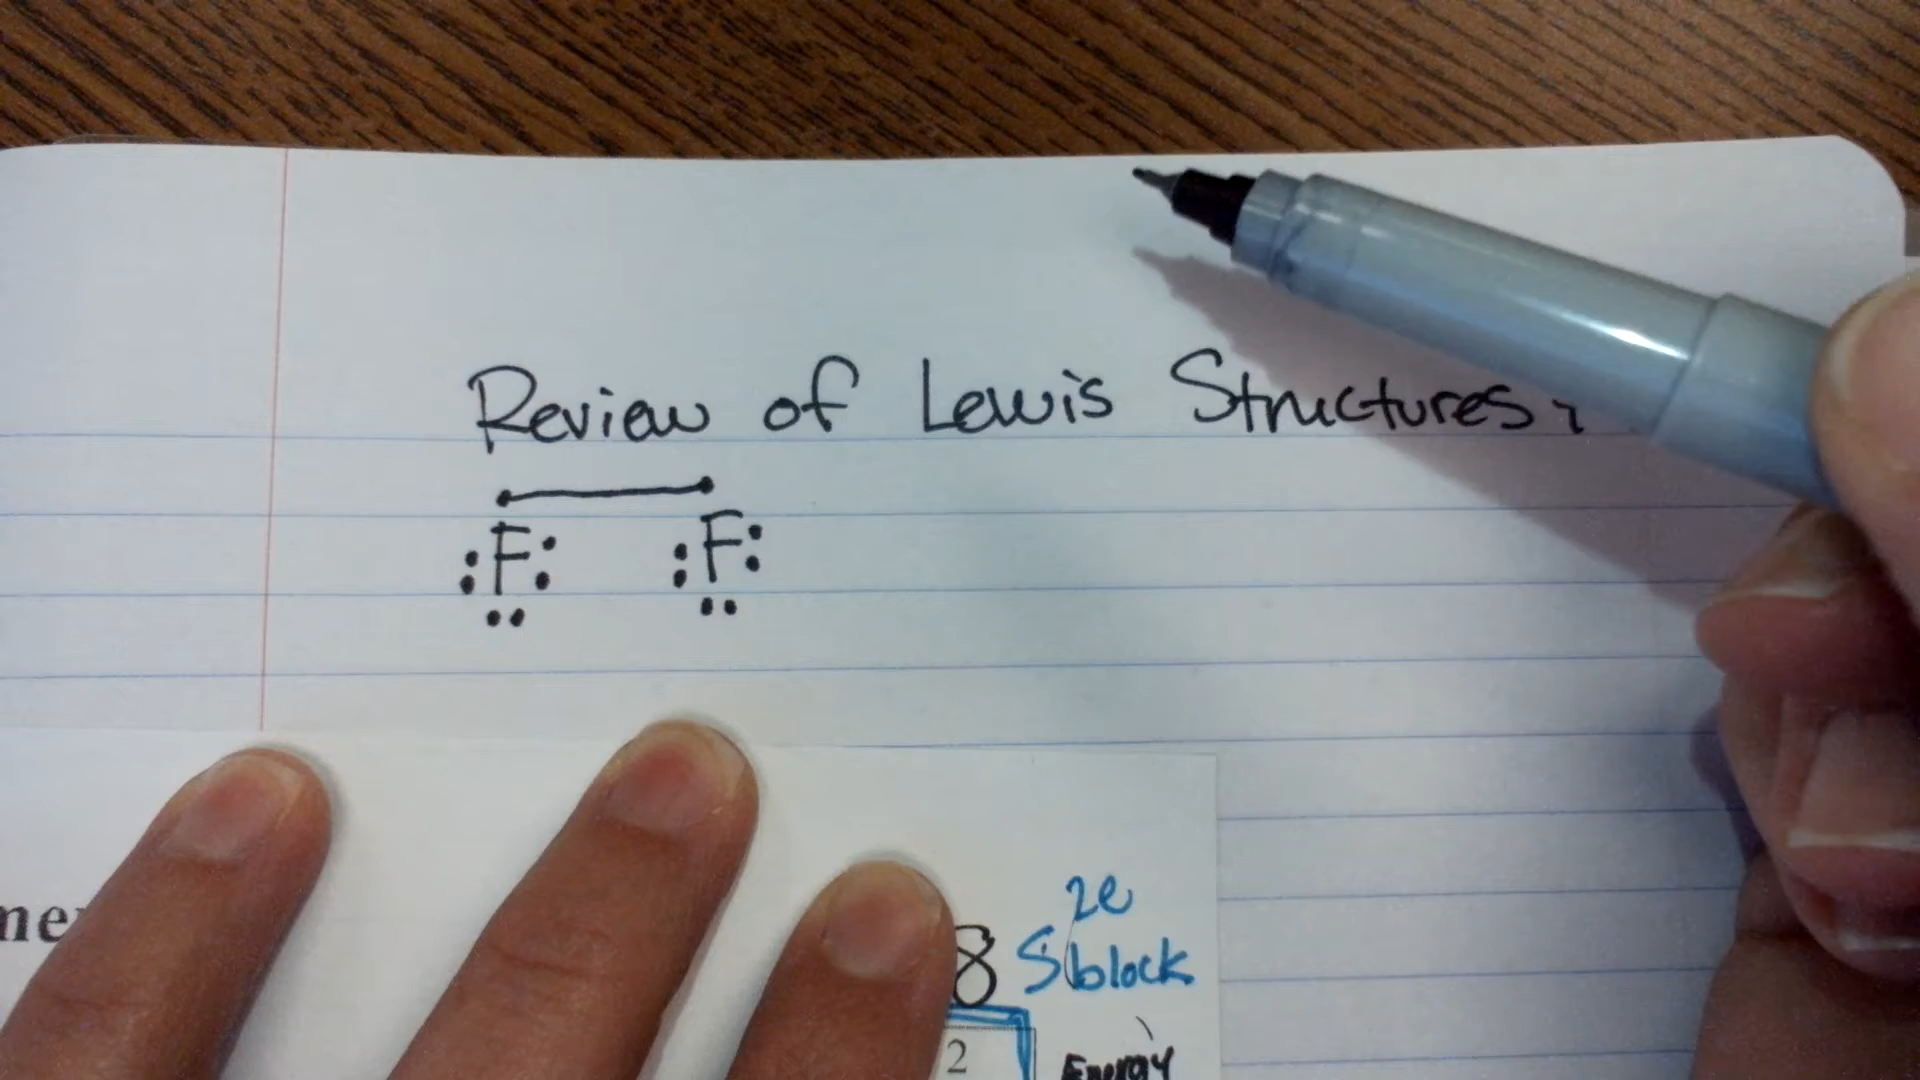 Review of Lewis Structures:
:F: :F:
2e
8 S block
2 Energy